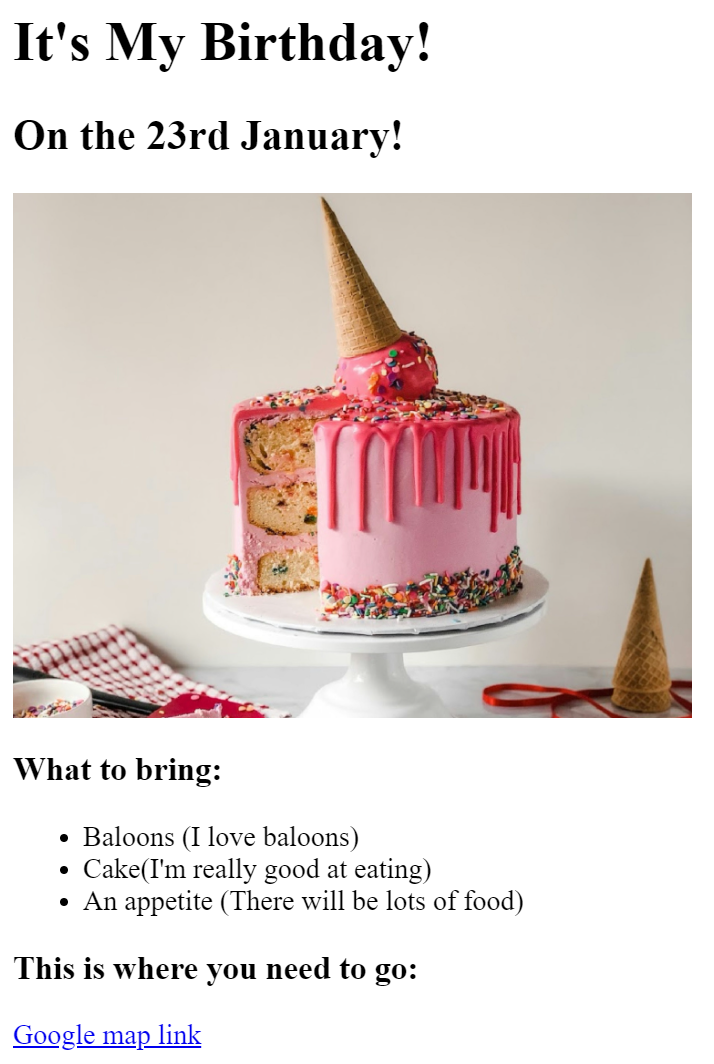 It's My Birthday!
On the 23rd January!
What to bring:
Baloons (I love baloons)
Cake(I'm really good at eating)
An appetite (There will be lots of food)
This is where you need to go:
Google map link